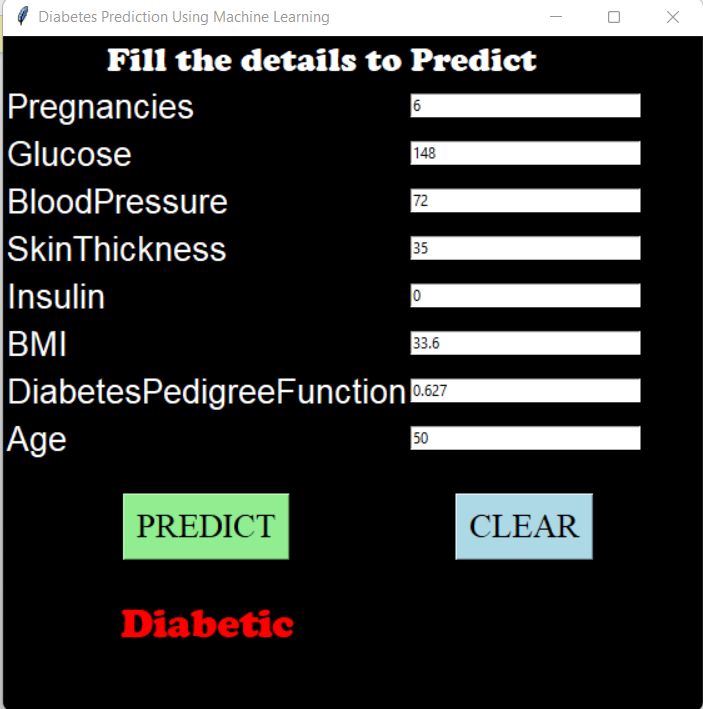 Diabetes Prediction Using Machine Learning
Fill the details to Predict
Pregnancies 6
Glucose 148
BloodPressure 72
SkinThickness 35
Insulin 0
BMI 33.6
DiabetesPedigreeFunction 0.627
Age 50
PREDICT CLEAR
Diabetic